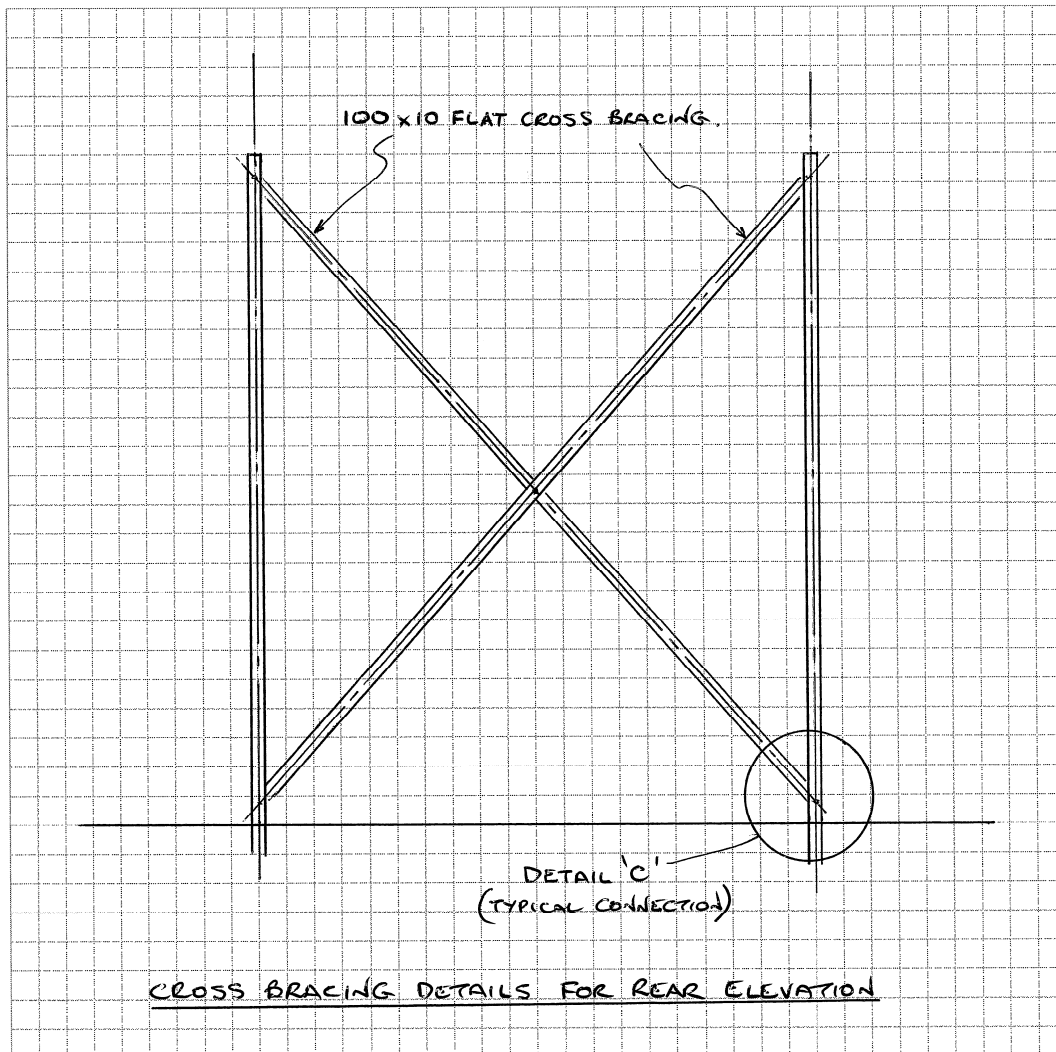 100 x 10 FLAT CROSS BRACING.
DETAIL 'C'
(TYPICAL CONNECTION)
CROSS BRACING DETAILS FOR REAR ELEVATION